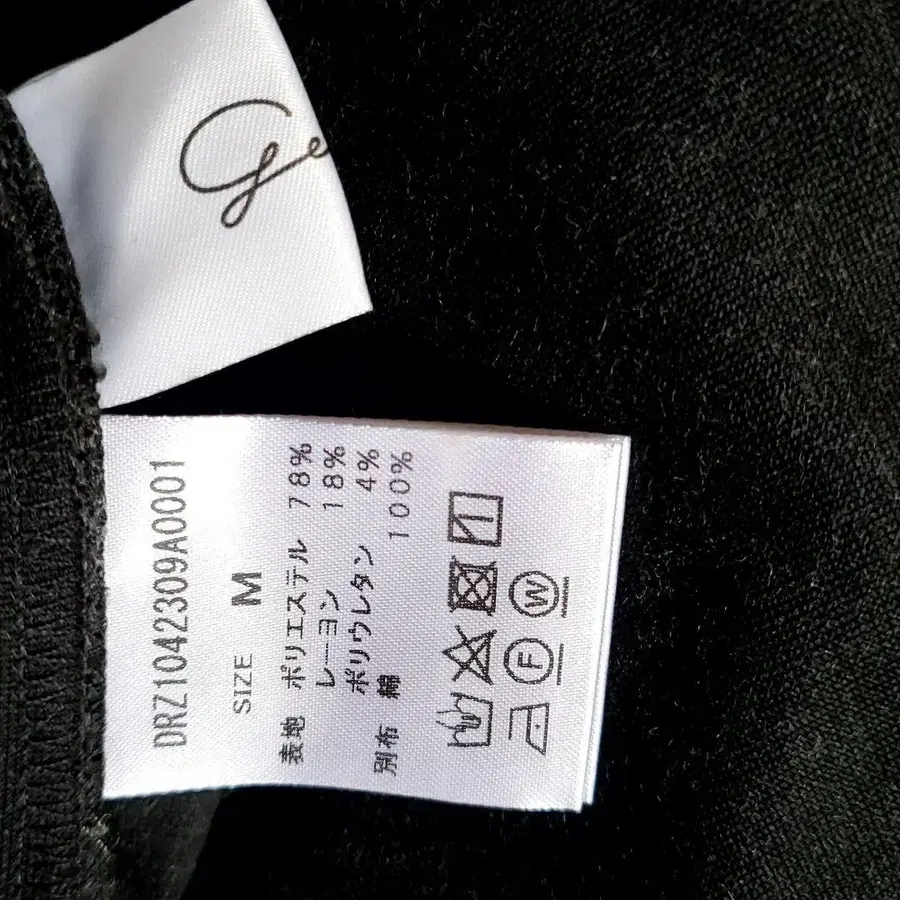 Ge
DRZ1042309A0001
SIZE M
表地 ポリエステル 78%
レーヨン 18%
ポリウレタン 4%
別布 綿 100%
F W